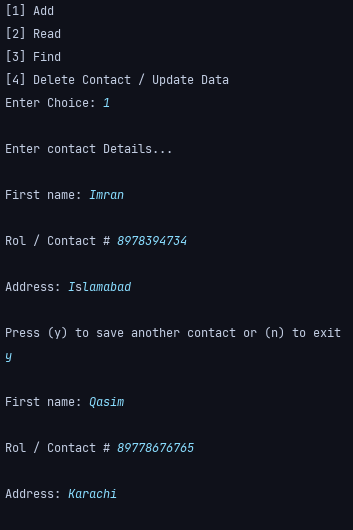 [1] Add
[2] Read
[3] Find
[4] Delete Contact / Update Data
Enter Choice: 1
Enter contact Details...
First name: Imran
Rol / Contact # 8978394734
Address: Islamabad
Press (y) to save another contact or (n) to exit
y
First name: Qasim
Rol / Contact # 89778676765
Address: Karachi